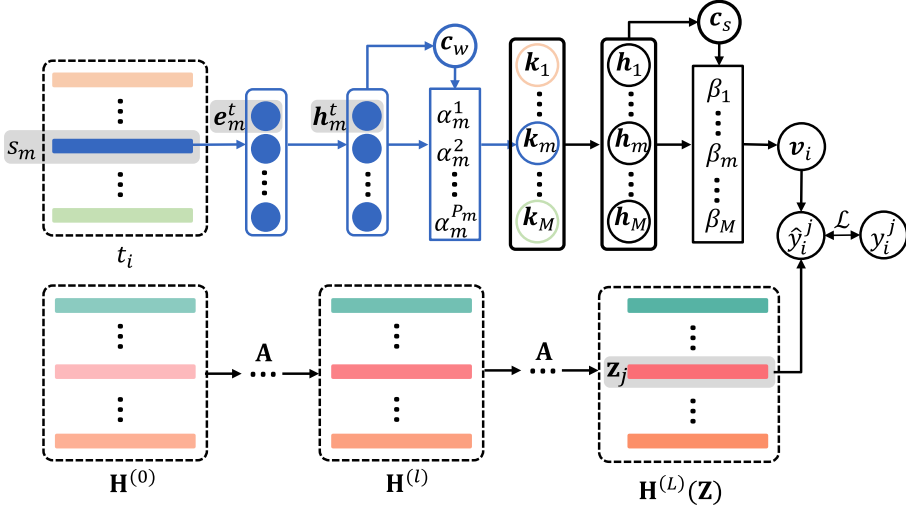 s_m
t_i
e_m^t
h_m^t
c_w
α_m^1
α_m^2
α_m^{P_m}
k_1
k_m
k_M
h_1
h_m
h_M
c_s
β_1
β_m
β_M
v_i
ŷ_i^j
ℒ
y_i^j
H^{(0)}
A
H^{(l)}
A
z_j
H^{(L)}(Z)